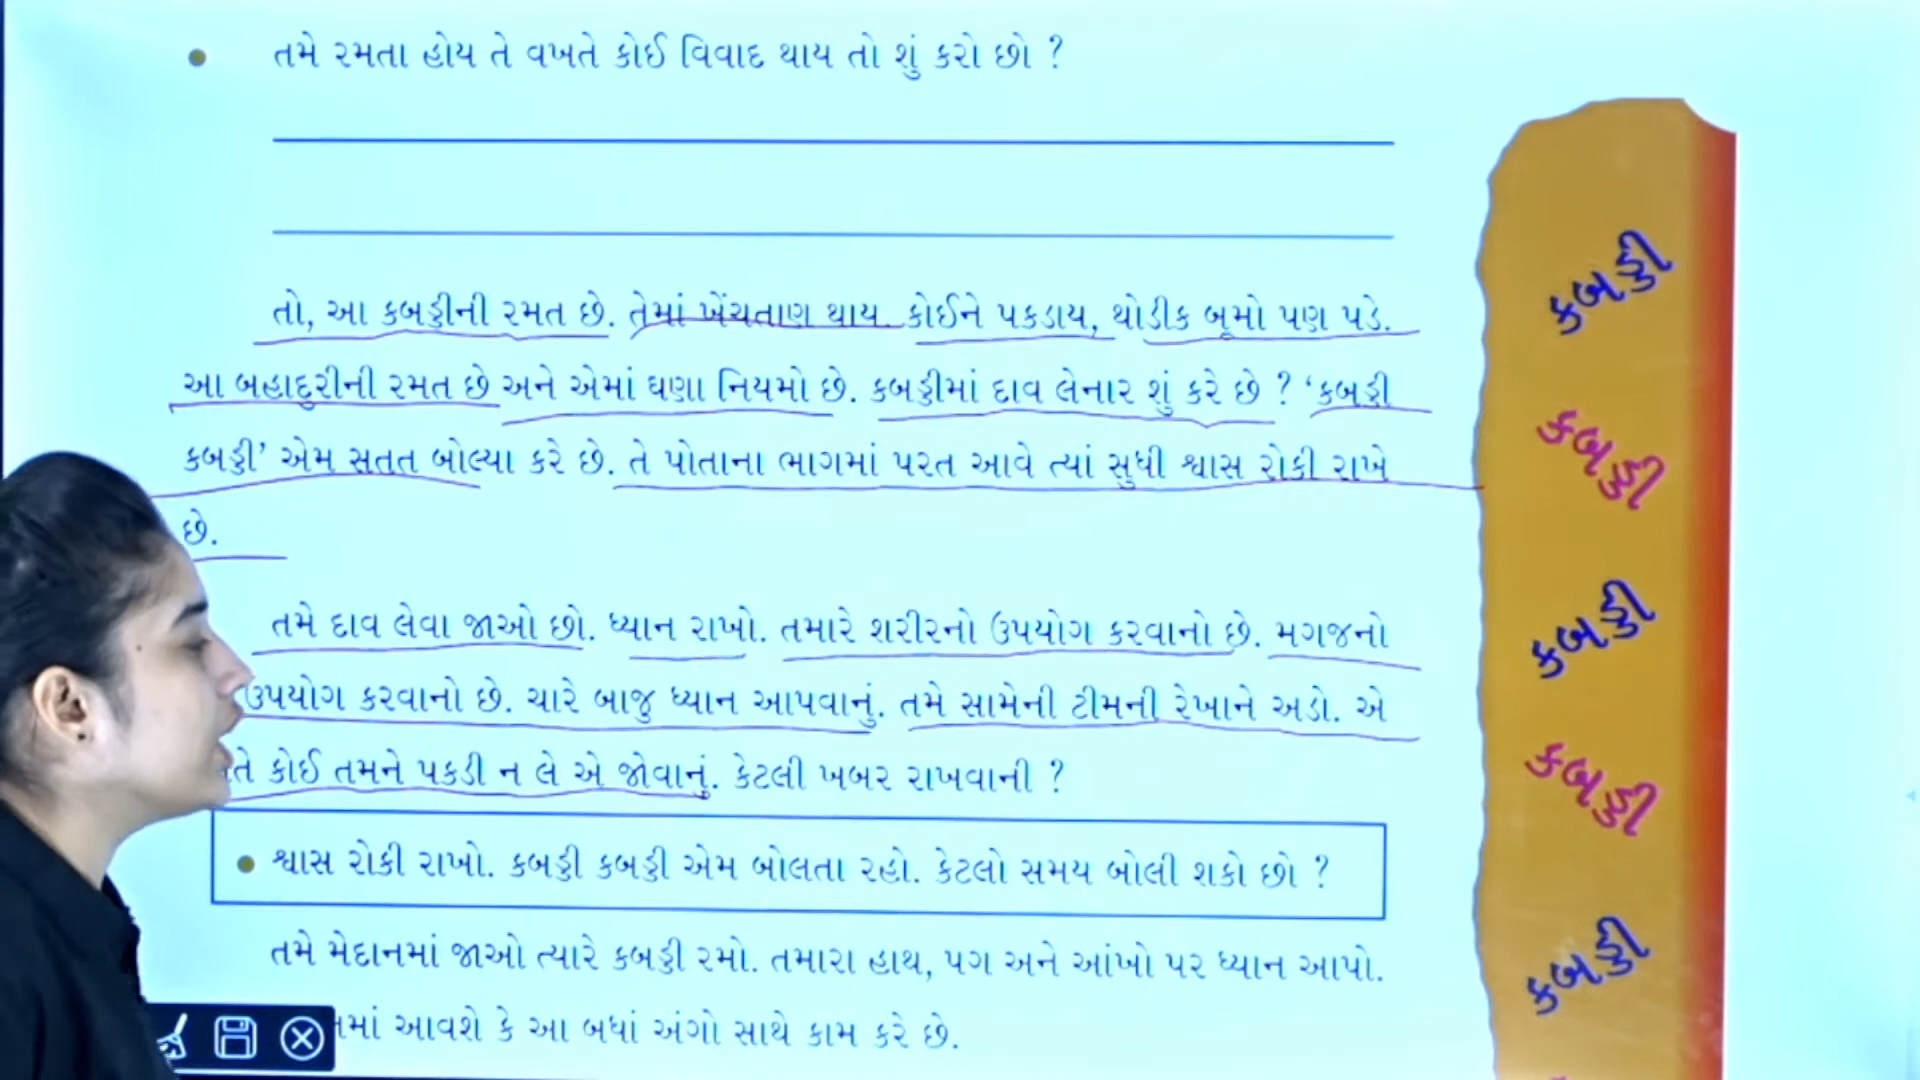 તમે રમતા હોય તે વખતે કોઈ વિવાદ થાય તો શું કરો છો ?
તો, આ કબડ્ડીની રમત છે. તેમાં ખેંચતાણ થાય. કોઈને પકડાય, થોડીક બૂમો પણ પડે.
આ બહાદુરીની રમત છે અને એમાં ઘણા નિયમો છે. કબડ્ડીમાં દાવ લેનાર શું કરે છે ? ‘કબડ્ડી
કબડ્ડી’ એમ સતત બોલ્યા કરે છે. તે પોતાના ભાગમાં પરત આવે ત્યાં સુધી શ્વાસ રોકી રાખે
છે.
તમે દાવ લેવા જાઓ છો. ધ્યાન રાખો. તમારે શરીરનો ઉપયોગ કરવાનો છે. મગજનો
ઉપયોગ કરવાનો છે. ચારે બાજુ ધ્યાન આપવાનું. તમે સામેની ટીમની રેખાને અડો. એ
કોઈ તમને પકડી ન લે એ જોવાનું. કેટલી ખબર રાખવાની ?
શ્વાસ રોકી રાખો. કબડ્ડી કબડ્ડી એમ બોલતા રહો. કેટલો સમય બોલી શકો છો ?
તમે મેદાનમાં જાઓ ત્યારે કબડ્ડી રમો. તમારા હાથ, પગ અને આંખો પર ધ્યાન આપો.
આવશે કે આ બધાં અંગો સાથે કામ કરે છે.
કબડ્ડી
કબડ્ડી
કબડ્ડી
કબડ્ડી
કબડ્ડી